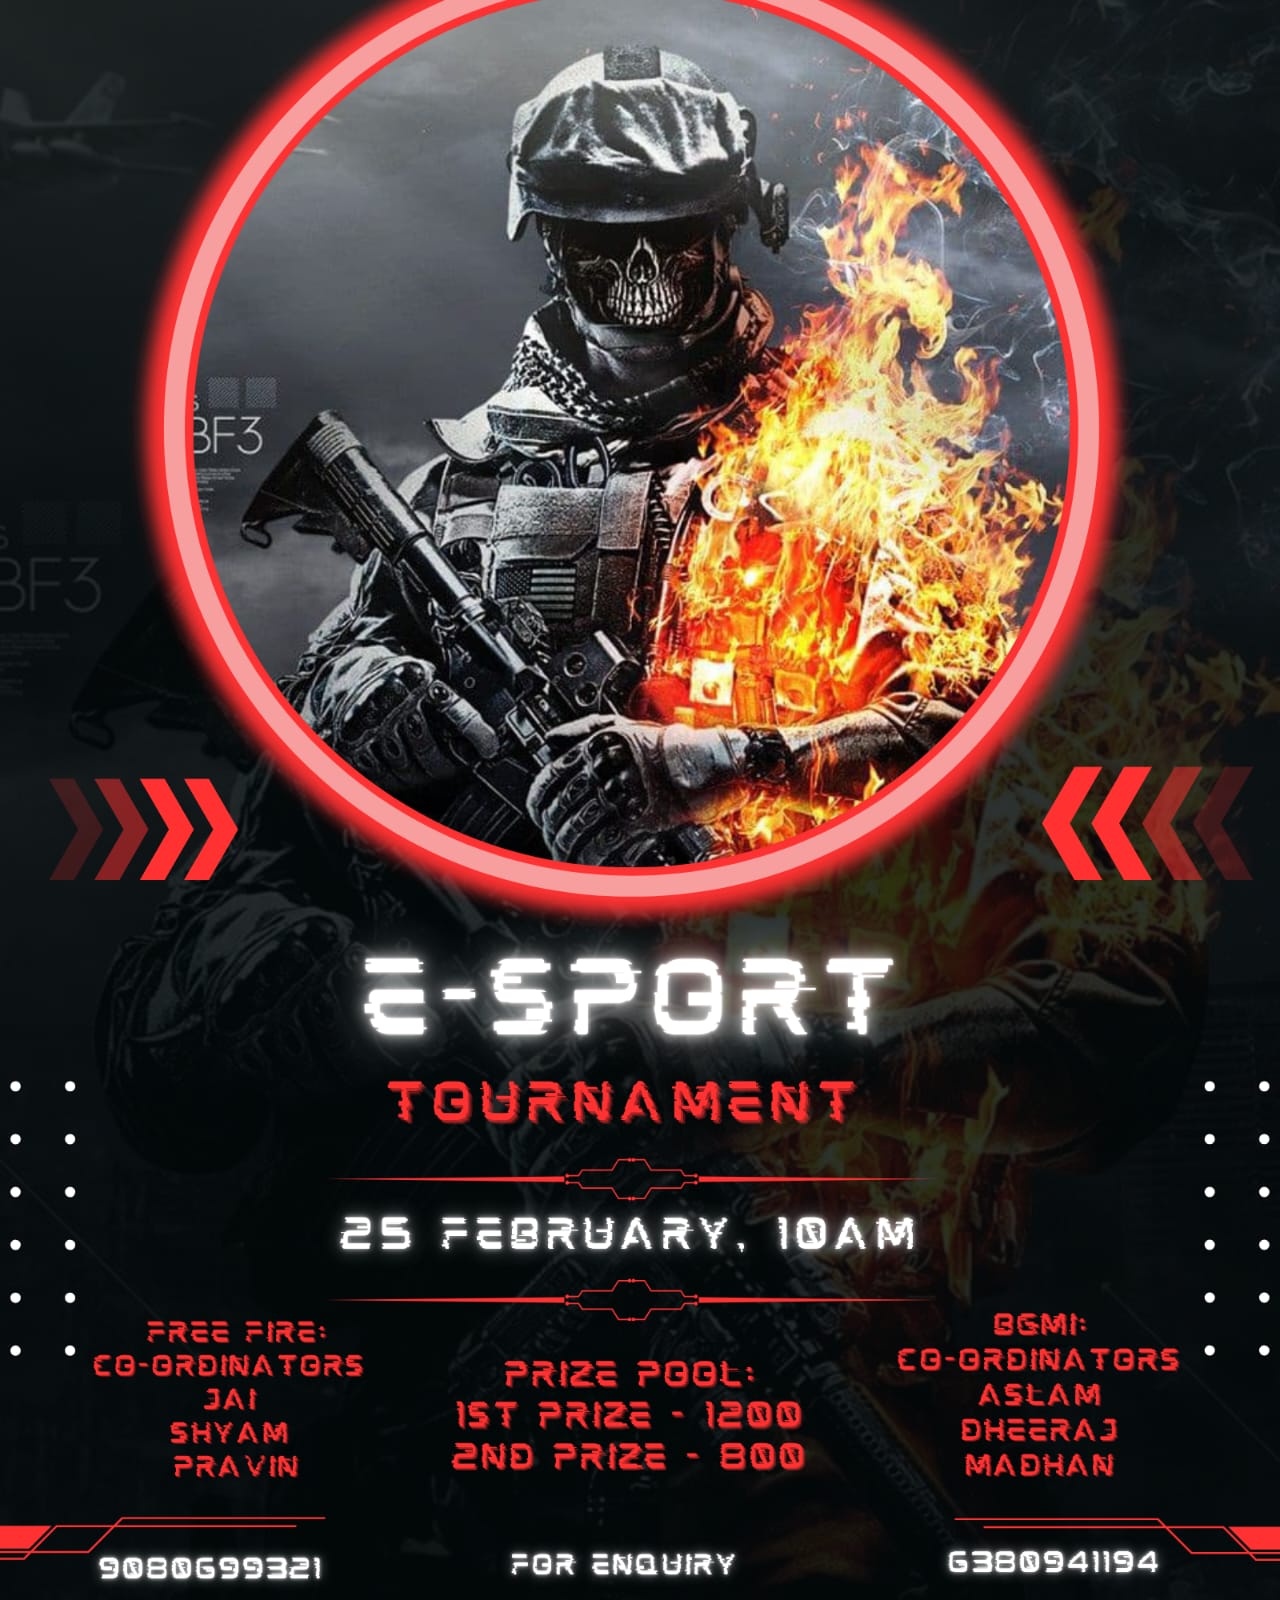 BF3
BF3
E-SPORT
TOURNAMENT
25 FEBRUARY, 10AM
FREE FIRE:
CO-ORDINATORS
JAI
SHYAM
PRAVIN
PRIZE POOL:
1ST PRIZE - 1200
2ND PRIZE - 800
BGMI:
CO-ORDINATORS
ASLAM
DHEERAJ
MADHAN
9080699321
FOR ENQUIRY
6380941194